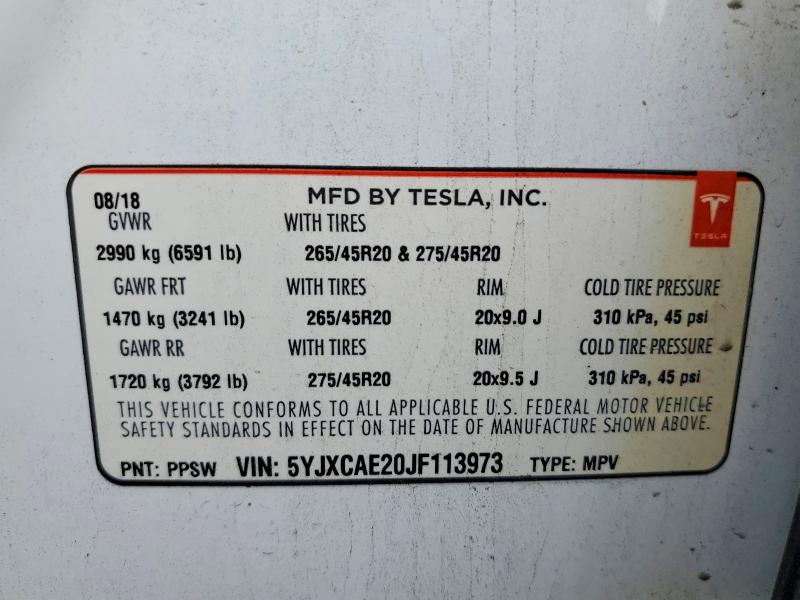 08/18 MFD BY TESLA, INC.
TESLA
GVWR WITH TIRES
2990 kg (6591 lb) 265/45R20 & 275/45R20
GAWR FRT WITH TIRES RIM COLD TIRE PRESSURE
1470 kg (3241 lb) 265/45R20 20x9.0 J 310 kPa, 45 psi
GAWR RR WITH TIRES RIM COLD TIRE PRESSURE
1720 kg (3792 lb) 275/45R20 20x9.5 J 310 kPa, 45 psi
THIS VEHICLE CONFORMS TO ALL APPLICABLE U.S. FEDERAL MOTOR VEHICLE
SAFETY STANDARDS IN EFFECT ON THE DATE OF MANUFACTURE SHOWN ABOVE.
PNT: PPSW VIN: 5YJXCAE20JF113973 TYPE: MPV